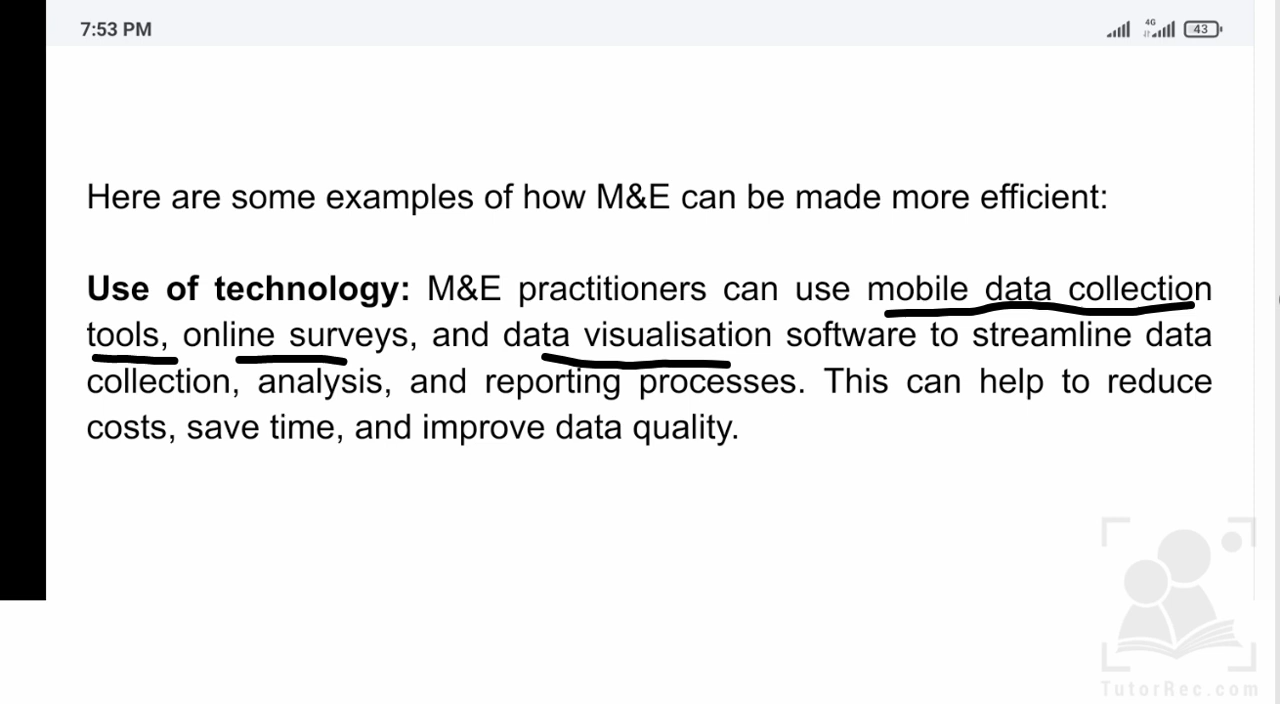 7:53 PM
4G
43
Here are some examples of how M&E can be made more efficient:
Use of technology: M&E practitioners can use mobile data collection
tools, online surveys, and data visualisation software to streamline data
collection, analysis, and reporting processes. This can help to reduce
costs, save time, and improve data quality.
TutorRec.com